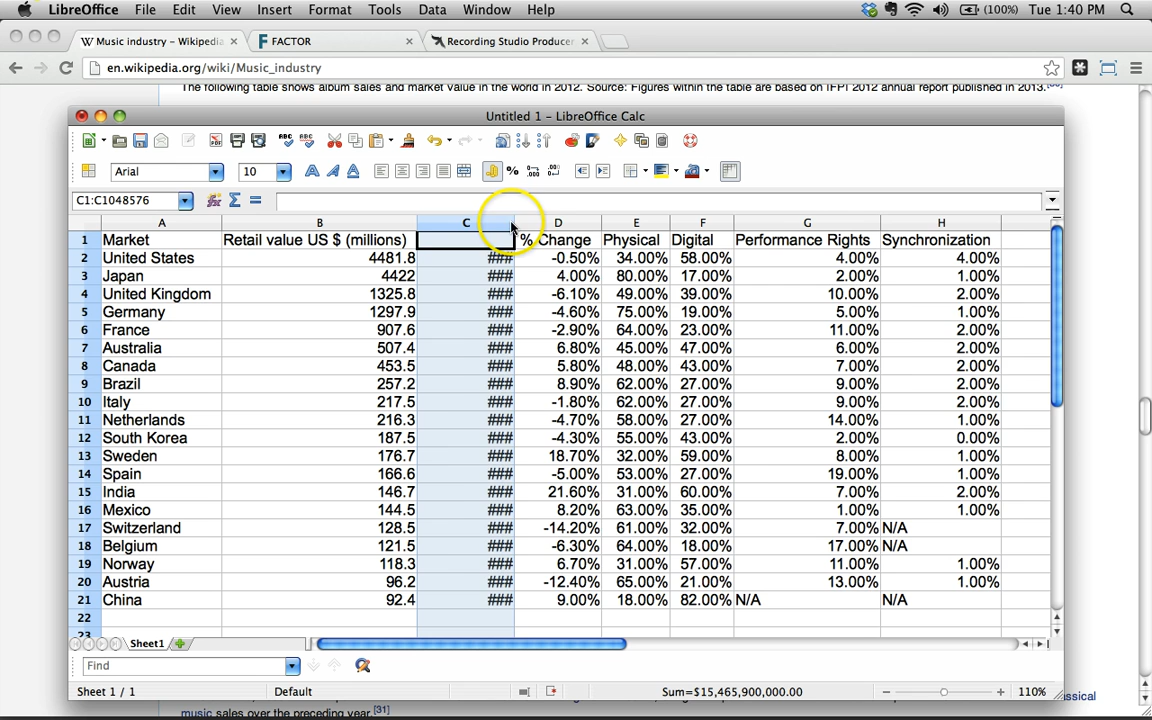 LibreOffice File Edit View Insert Format Tools Data Window Help (100%) Tue 1:40 PM
Music industry – Wikipedia FACTOR Recording Studio Producer
en.wikipedia.org/wiki/Music_industry
The following table shows album sales and market value in the world in 2012. Source: Figures within the table are based on IFPI 2012 annual report published in 2013.
Untitled 1 – LibreOffice Calc
Arial 10
C1:C1048576
A B C D E F G H
1 Market Retail value US $ (millions) % Change Physical Digital Performance Rights Synchronization
2 United States 4481.8 ### -0.50% 34.00% 58.00% 4.00% 4.00%
3 Japan 4422 ### 4.00% 80.00% 17.00% 2.00% 1.00%
4 United Kingdom 1325.8 ### -6.10% 49.00% 39.00% 10.00% 2.00%
5 Germany 1297.9 ### -4.60% 75.00% 19.00% 5.00% 1.00%
6 France 907.6 ### -2.90% 64.00% 23.00% 11.00% 2.00%
7 Australia 507.4 ### 6.80% 45.00% 47.00% 6.00% 2.00%
8 Canada 453.5 ### 5.80% 48.00% 43.00% 7.00% 2.00%
9 Brazil 257.2 ### 8.90% 62.00% 27.00% 9.00% 2.00%
10 Italy 217.5 ### -1.80% 62.00% 27.00% 9.00% 2.00%
11 Netherlands 216.3 ### -4.70% 58.00% 27.00% 14.00% 1.00%
12 South Korea 187.5 ### -4.30% 55.00% 43.00% 2.00% 0.00%
13 Sweden 176.7 ### 18.70% 32.00% 59.00% 8.00% 1.00%
14 Spain 166.6 ### -5.00% 53.00% 27.00% 19.00% 1.00%
15 India 146.7 ### 21.60% 31.00% 60.00% 7.00% 2.00%
16 Mexico 144.5 ### 8.20% 63.00% 35.00% 1.00% 1.00%
17 Switzerland 128.5 ### -14.20% 61.00% 32.00% 7.00% N/A
18 Belgium 121.5 ### -6.30% 64.00% 18.00% 17.00% N/A
19 Norway 118.3 ### 6.70% 31.00% 57.00% 11.00% 1.00%
20 Austria 96.2 ### -12.40% 65.00% 21.00% 13.00% 1.00%
21 China 92.4 ### 9.00% 18.00% 82.00% N/A N/A
22
23
Sheet1
Find
Sheet 1 / 1 Default Sum=$15,465,900,000.00 110%
music sales over the preceding year.[31]